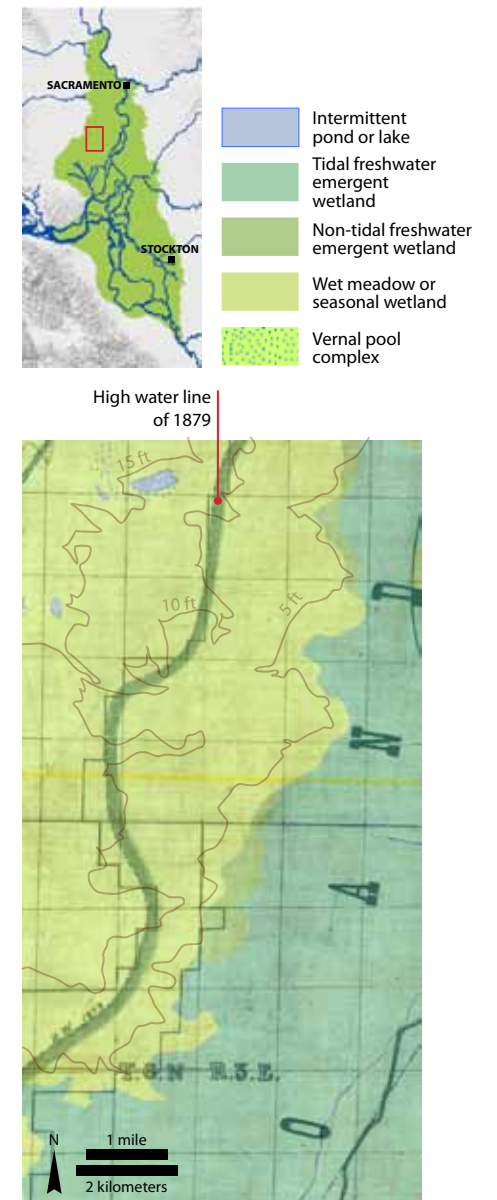 SACRAMENTO
STOCKTON
Intermittent
pond or lake
Tidal freshwater
emergent
wetland
Non-tidal freshwater
emergent wetland
Wet meadow or
seasonal wetland
Vernal pool
complex
High water line
of 1879
15 ft
10 ft
5 ft
D
N
A
O
T.6.N R.3.E.
N
1 mile
2 kilometers